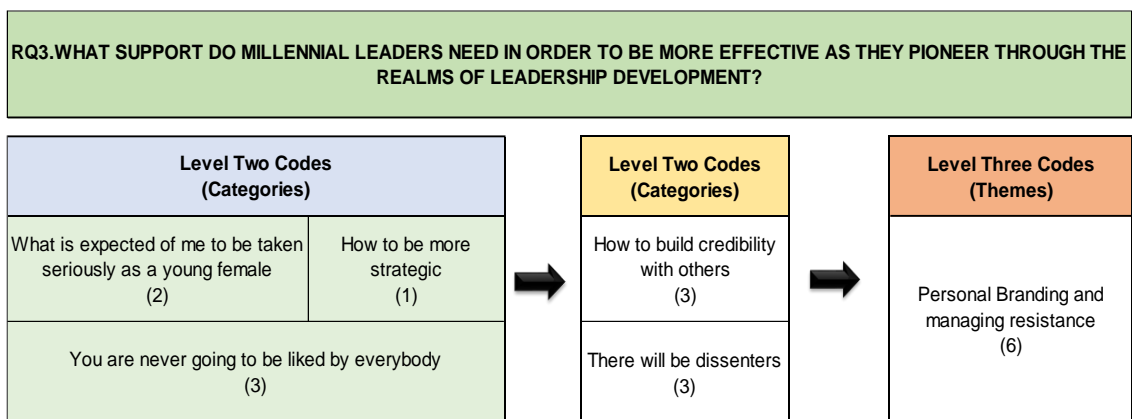 RQ3.WHAT SUPPORT DO MILLENNIAL LEADERS NEED IN ORDER TO BE MORE EFFECTIVE AS THEY PIONEER THROUGH THE
REALMS OF LEADERSHIP DEVELOPMENT?
Level Two Codes
(Categories)
What is expected of me to be taken
seriously as a young female
(2)
How to be more
strategic
(1)
You are never going to be liked by everybody
(3)
Level Two Codes
(Categories)
How to build credibility
with others
(3)
There will be dissenters
(3)
Level Three Codes
(Themes)
Personal Branding and
managing resistance
(6)